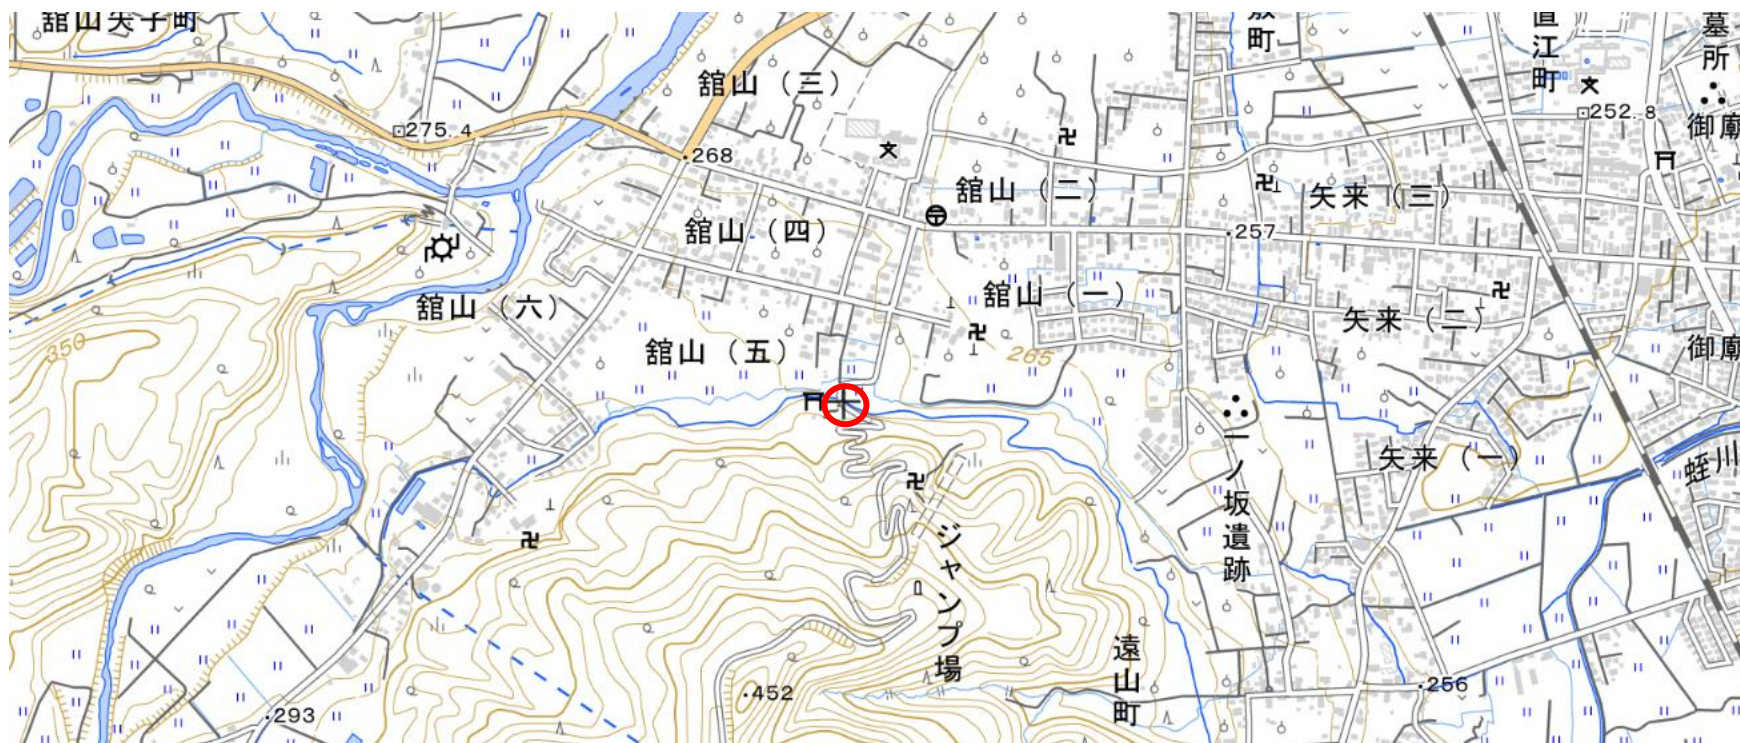 舘山矢子町
敷町
直江町
墓所
舘山（三）
275.4
268
252.8
御廟
舘山（二）
矢来（三）
舘山（四）
257
舘山（一）
舘山（六）
矢来（二）
舘山（五）
350
265
御廟
一ノ坂遺跡
矢来（一）
蛭川
ジャンプ場
遠山町
452
256
293